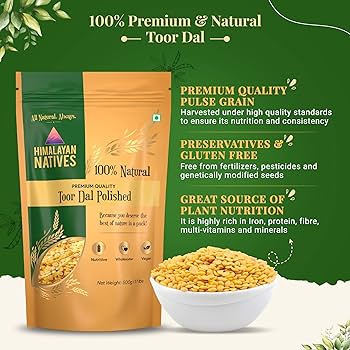 100% Premium & Natural
Toor Dal
All Natural. Always.
HIMALAYAN
NATIVES
100% Natural
PREMIUM QUALITY
Toor Dal Polished
Because you deserve the
best of nature in a pack!
Nutritive
Wholesome
Vegan
Net Weight: 500g
PREMIUM QUALITY
PULSE GRAIN
Harvested under high quality standards
to ensure its nutrition and consistency
PRESERVATIVES &
GLUTEN FREE
Free from fertilizers, pesticides and
genetically modified seeds
GREAT SOURCE OF
PLANT NUTRITION
It is highly rich in Iron, protein, fibre,
multi-vitamins and minerals